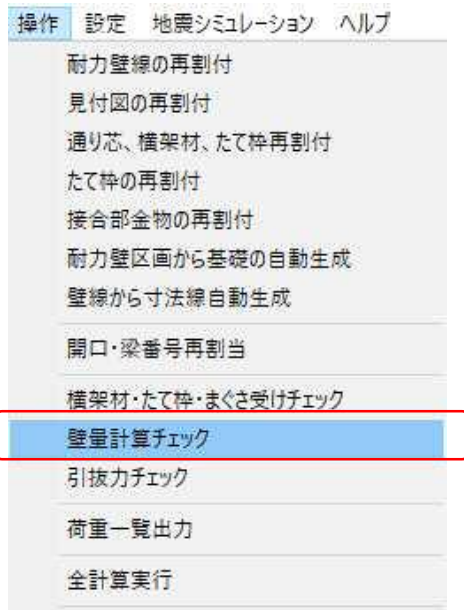 操作 設定 地震シミュレーション ヘルプ
耐力壁線の再割付
見付図の再割付
通り芯、横架材、たて枠再割付
たて枠の再割付
接合部金物の再割付
耐力壁区画から基礎の自動生成
壁線から寸法線自動生成
開口・梁番号再割当
横架材・たて枠・まぐさ受けチェック
壁量計算チェック
引抜力チェック
荷重一覧出力
全計算実行